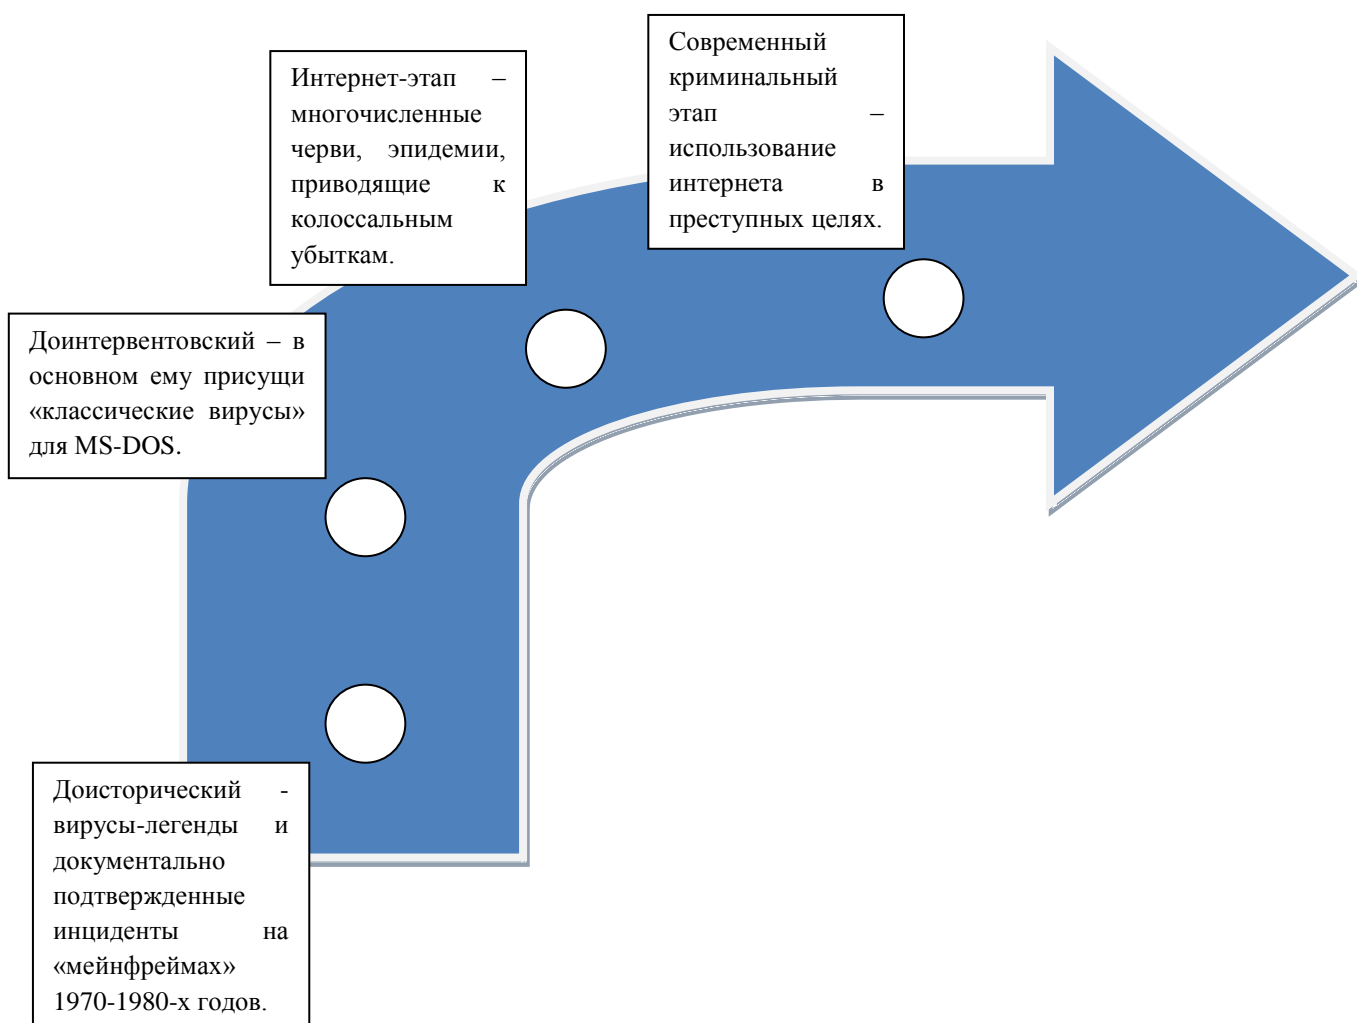 Современный
криминальный
этап –
использование
интернета в
преступных целях.
Интернет-этап –
многочисленные
черви, эпидемии,
приводящие к
колоссальным
убыткам.
Доинтервентовский – в
основном ему присущи
«классические вирусы»
для MS-DOS.
Доисторический -
вирусы-легенды и
документально
подтвержденные
инциденты на
«мейнфреймах»
1970-1980-х годов.